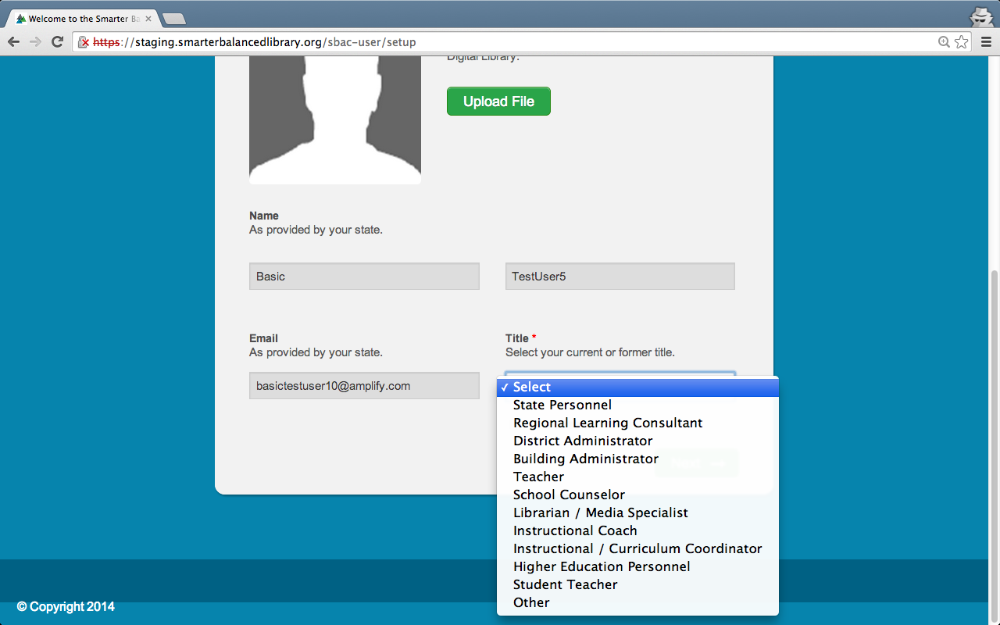 Welcome to the Smarter Ba
https://staging.smarterbalancedlibrary.org/sbac-user/setup
Digital Library.
Upload File
Name
As provided by your state.
Basic
TestUser5
Email
As provided by your state.
basictestuser10@amplify.com
Title *
Select your current or former title.
✓ Select
State Personnel
Regional Learning Consultant
District Administrator
Building Administrator
Teacher
School Counselor
Librarian / Media Specialist
Instructional Coach
Instructional / Curriculum Coordinator
Higher Education Personnel
Student Teacher
Other
© Copyright 2014